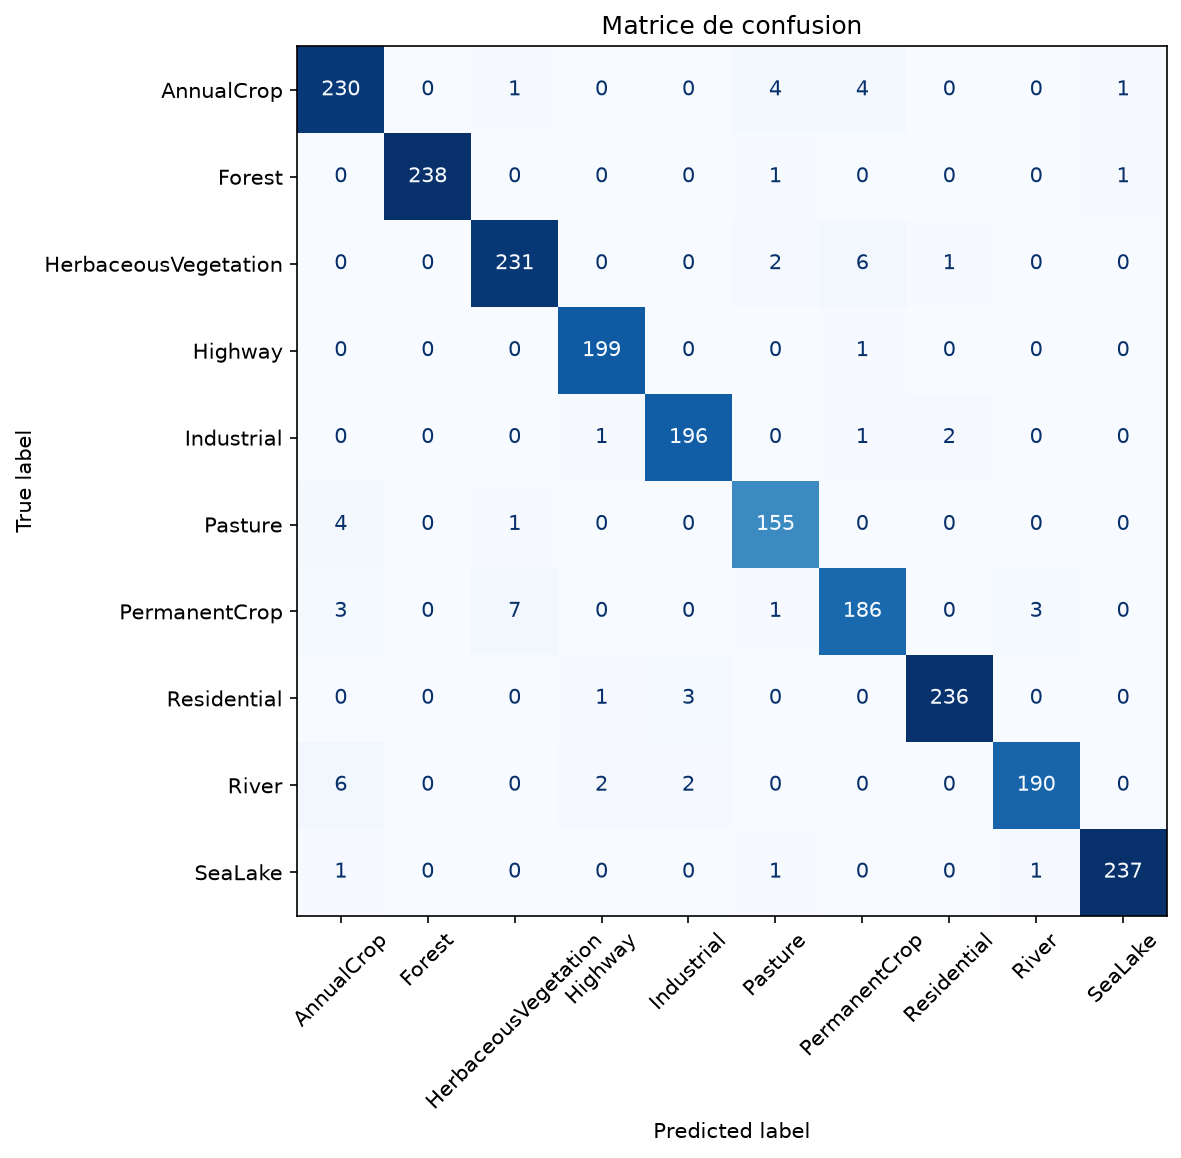 Matrice de confusion
True label
AnnualCrop 230 0 1 0 0 4 4 0 0 1
Forest 0 238 0 0 0 1 0 0 0 1
HerbaceousVegetation 0 0 231 0 0 2 6 1 0 0
Highway 0 0 0 199 0 0 1 0 0 0
Industrial 0 0 0 1 196 0 1 2 0 0
Pasture 4 0 1 0 0 155 0 0 0 0
PermanentCrop 3 0 7 0 0 1 186 0 3 0
Residential 0 0 0 1 3 0 0 236 0 0
River 6 0 0 2 2 0 0 0 190 0
SeaLake 1 0 0 0 0 1 0 0 1 237
AnnualCrop Forest HerbaceousVegetation Highway Industrial Pasture PermanentCrop Residential River SeaLake
Predicted label